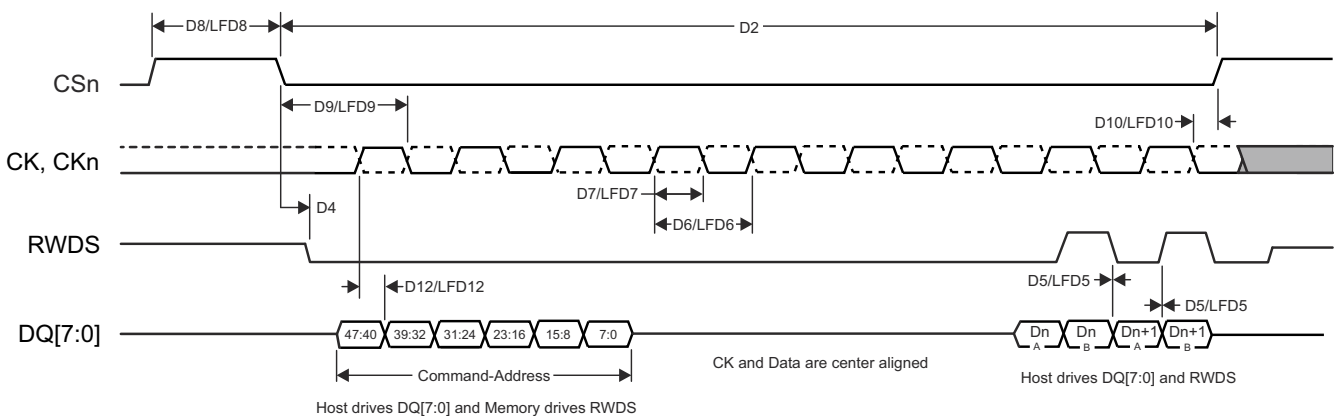 D8/LFD8
D2
CSn
D9/LFD9
D10/LFD10
CK, CKn
D7/LFD7
D4
D6/LFD6
RWDS
D12/LFD12
D5/LFD5
D5/LFD5
DQ[7:0]
47:40 39:32 31:24 23:16 15:8 7:0
Dn A Dn B Dn+1 A Dn+1 B
Command-Address
CK and Data are center aligned
Host drives DQ[7:0] and RWDS
Host drives DQ[7:0] and Memory drives RWDS